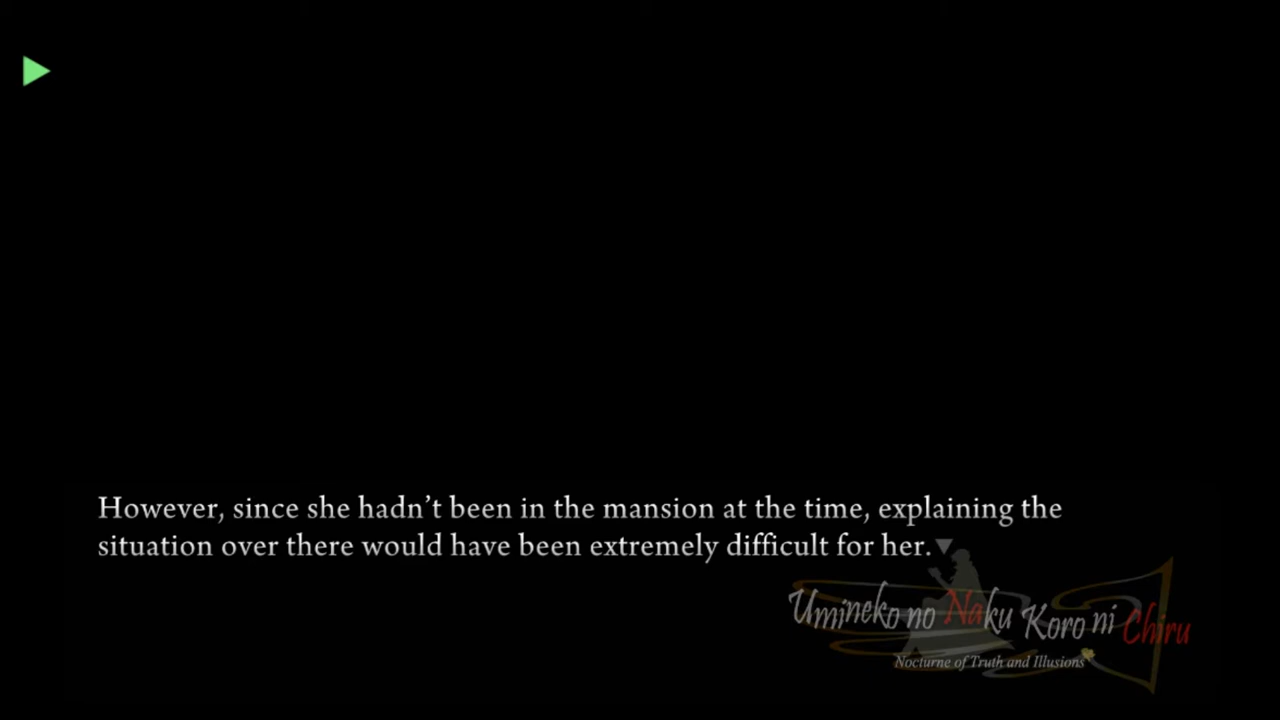 However, since she hadn't been in the mansion at the time, explaining the
situation over there would have been extremely difficult for her.
Umineko no Naku Koro ni Chiru
Nocturne of Truth and Illusions